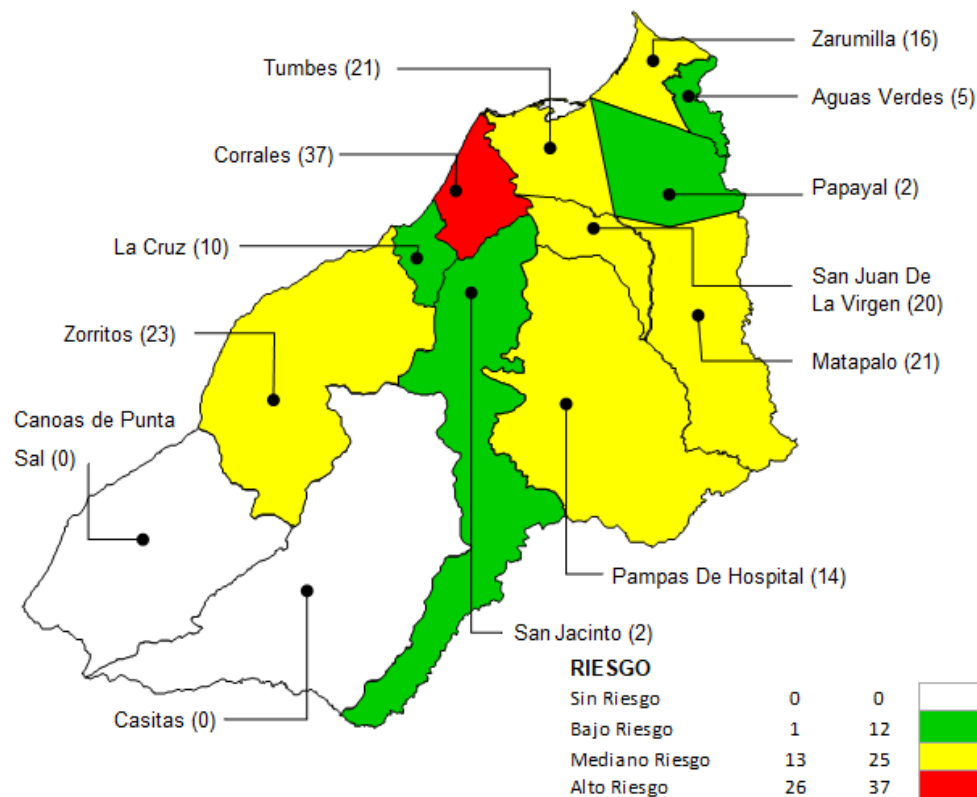 Zarumilla (16)
Tumbes (21)
Aguas Verdes (5)
Corrales (37)
Papayal (2)
La Cruz (10)
San Juan De
La Virgen (20)
Zorritos (23)
Matapalo (21)
Canoas de Punta
Sal (0)
Pampas De Hospital (14)
San Jacinto (2)
Casitas (0)
RIESGO
Sin Riesgo 0 0
Bajo Riesgo 1 12
Mediano Riesgo 13 25
Alto Riesgo 26 37